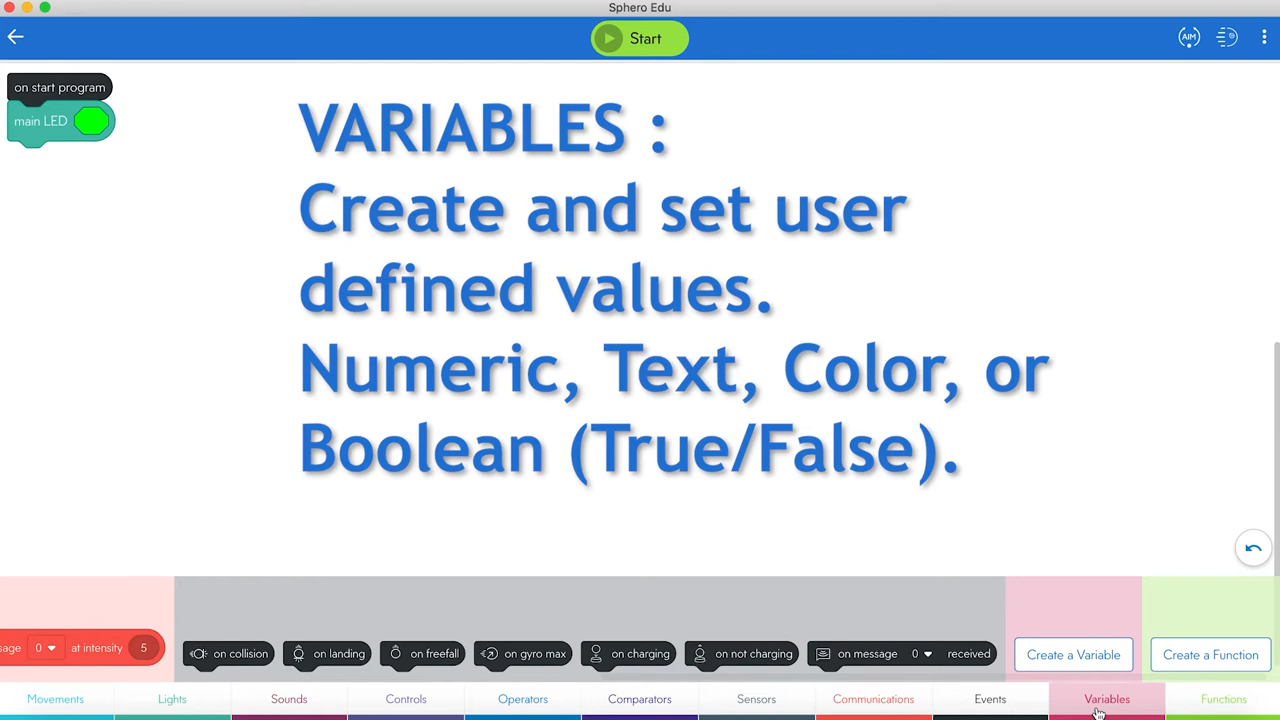 Sphero Edu
Start
AIM
on start program
main LED
VARIABLES :
Create and set user
defined values.
Numeric, Text, Color, or
Boolean (True/False).
sage 0 at intensity 5
on collision
on landing
on freefall
on gyro max
on charging
on not charging
on message 0 received
Create a Variable
Create a Function
Movements
Lights
Sounds
Controls
Operators
Comparators
Sensors
Communications
Events
Variables
Functions